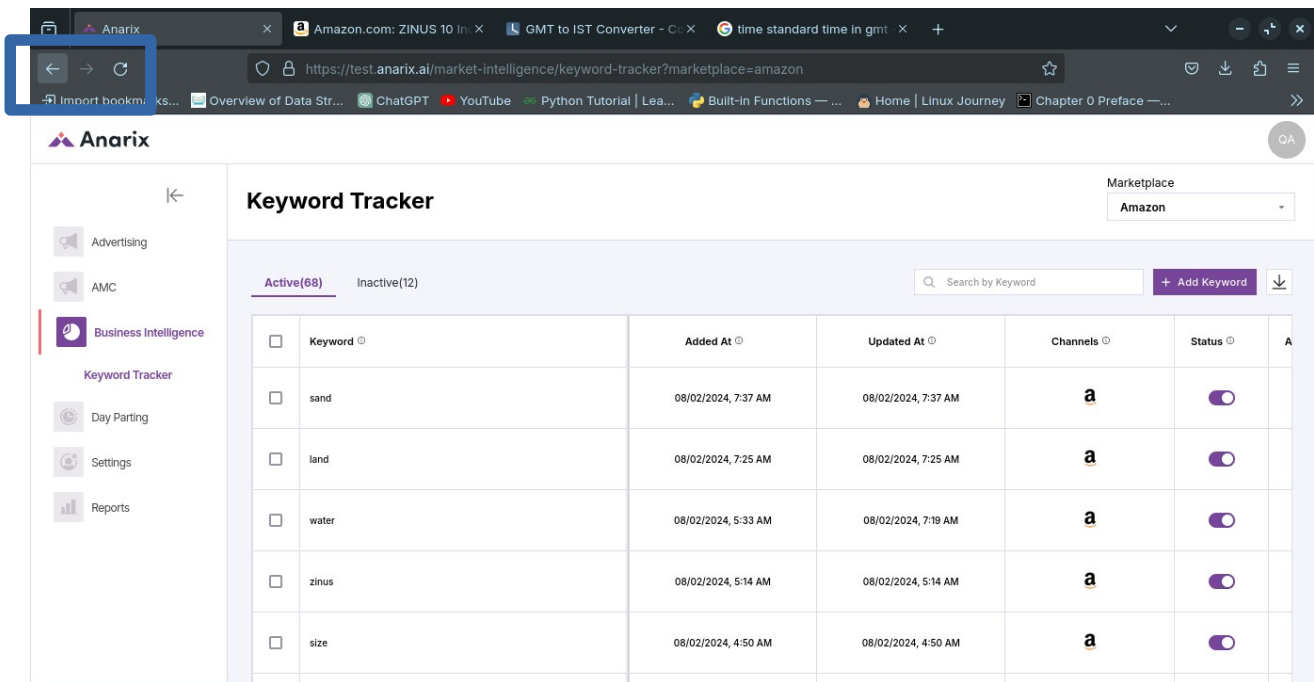 Anarix
Amazon.com: ZINUS 10 Inc
GMT to IST Converter - Co
time standard time in gmt -
https://test.anarix.ai/market-intelligence/keyword-tracker?marketplace=amazon
Import bookmarks...
Overview of Data Str...
ChatGPT
YouTube
Python Tutorial | Lea...
Built-in Functions — ...
Home | Linux Journey
Chapter 0 Preface —...
Anarix
QA
Keyword Tracker
Marketplace
Amazon
Advertising
AMC
Business Intelligence
Keyword Tracker
Day Parting
Settings
Reports
Active(68) Inactive(12)
Search by Keyword
+ Add Keyword
Keyword Added At Updated At Channels Status A
sand 08/02/2024, 7:37 AM 08/02/2024, 7:37 AM a
land 08/02/2024, 7:25 AM 08/02/2024, 7:25 AM a
water 08/02/2024, 5:33 AM 08/02/2024, 7:19 AM a
zinus 08/02/2024, 5:14 AM 08/02/2024, 5:14 AM a
size 08/02/2024, 4:50 AM 08/02/2024, 4:50 AM a